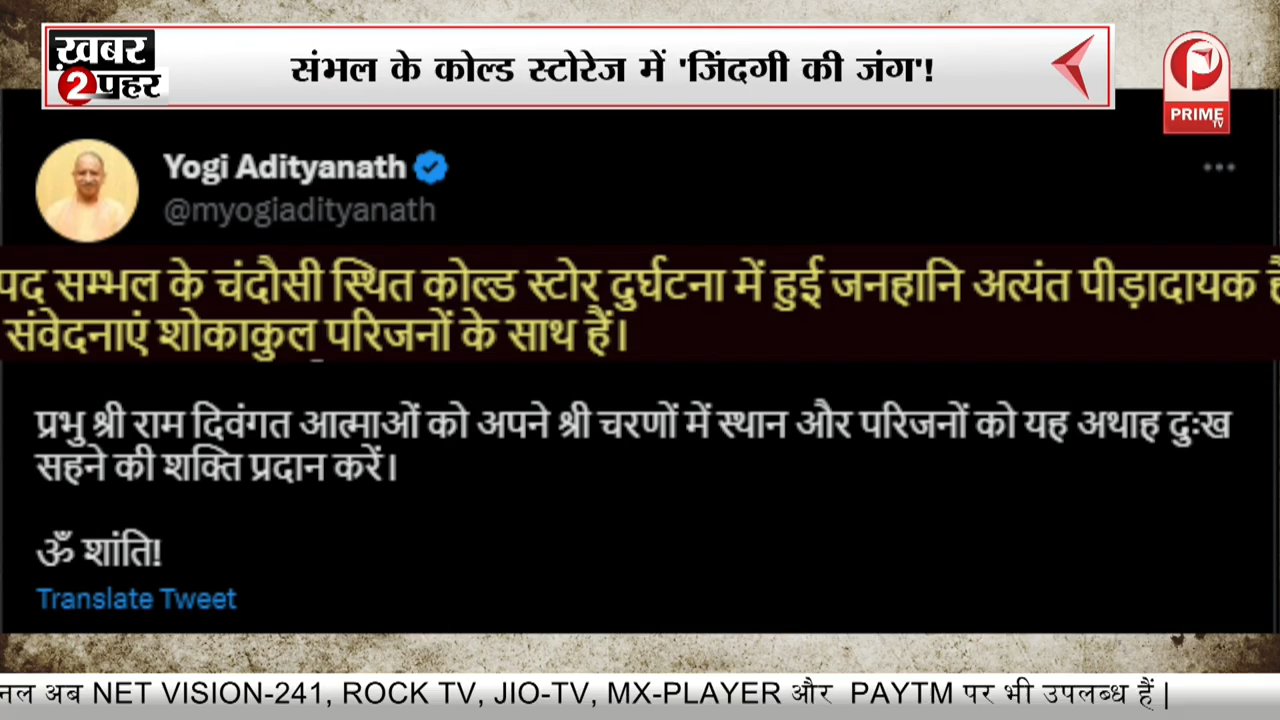 ख़बर
2 पहर
संभल के कोल्ड स्टोरेज में 'जिंदगी की जंग'!
PRIME
TV
Yogi Adityanath
@myogiadityanath
पद सम्भल के चंदौसी स्थित कोल्ड स्टोर दुर्घटना में हुई जनहानि अत्यंत पीड़ादायक है
संवेदनाएं शोकाकुल परिजनों के साथ हैं।
प्रभु श्री राम दिवंगत आत्माओं को अपने श्री चरणों में स्थान और परिजनों को यह अथाह दुःख
सहने की शक्ति प्रदान करें।
ॐ शांति!
Translate Tweet
नल अब NET VISION-241, ROCK TV, JIO-TV, MX-PLAYER और PAYTM पर भी उपलब्ध हैं |